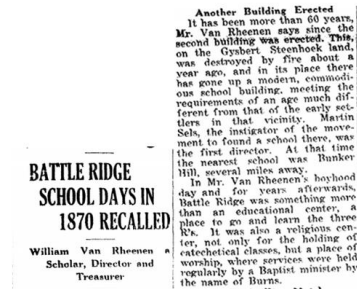 BATTLE RIDGE
SCHOOL DAYS IN
1870 RECALLED
William Van Rheenen a
Scholar, Director and
Treasurer
Another Building Erected
It has been more than 60 years,
Mr. Van Rheenen says since the
second building was erected. This,
on the Gysbert Steenhoek land,
was destroyed by fire about a
year ago, and in its place there
has gone up a modern, commodi-
ous school building, meeting the
requirements of an age much dif-
ferent from that of the early set-
tlers in that vicinity. Martin
Sels, the instigator of the move-
ment to found a school there, was
the first director. At that time
the nearest school was Bunker
Hill, several miles away.
In Mr. Van Rheenen's boyhood
day and for years afterwards,
Battle Ridge was something more
than an educational center, a
place to go and learn the three
R's. It was also a religious cen-
ter, not only for the holding of
catechetical classes, but a place of
worship, where services were held
regularly by a Baptist minister by
the name of Burns.